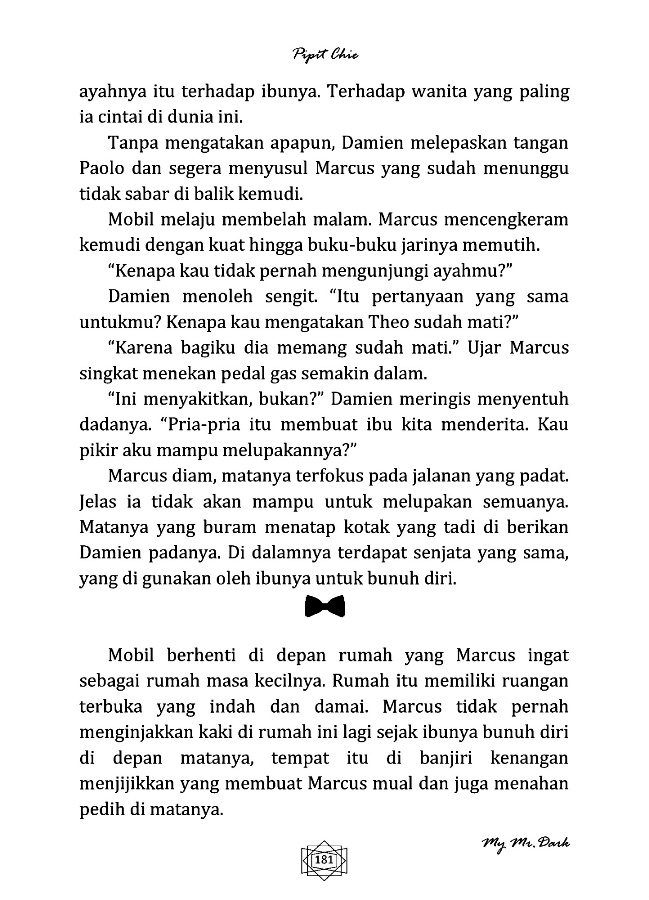 Pipit Chie
ayahnya itu terhadap ibunya. Terhadap wanita yang paling
ia cintai di dunia ini.
Tanpa mengatakan apapun, Damien melepaskan tangan
Paolo dan segera menyusul Marcus yang sudah menunggu
tidak sabar di balik kemudi.
Mobil melaju membelah malam. Marcus mencengkeram
kemudi dengan kuat hingga buku-buku jarinya memutih.
“Kenapa kau tidak pernah mengunjungi ayahmu?”
Damien menoleh sengit. “Itu pertanyaan yang sama
untukmu? Kenapa kau mengatakan Theo sudah mati?”
“Karena bagiku dia memang sudah mati.” Ujar Marcus
singkat menekan pedal gas semakin dalam.
“Ini menyakitkan, bukan?” Damien meringis menyentuh
dadanya. “Pria-pria itu membuat ibu kita menderita. Kau
pikir aku mampu melupakannya?”
Marcus diam, matanya terfokus pada jalanan yang padat.
Jelas ia tidak akan mampu untuk melupakan semuanya.
Matanya yang buram menatap kotak yang tadi di berikan
Damien padanya. Di dalamnya terdapat senjata yang sama,
yang di gunakan oleh ibunya untuk bunuh diri.
Mobil berhenti di depan rumah yang Marcus ingat
sebagai rumah masa kecilnya. Rumah itu memiliki ruangan
terbuka yang indah dan damai. Marcus tidak pernah
menginjakkan kaki di rumah ini lagi sejak ibunya bunuh diri
di depan matanya, tempat itu di banjiri kenangan
menjijikkan yang membuat Marcus mual dan juga menahan
pedih di matanya.
My Mr. Dark
181